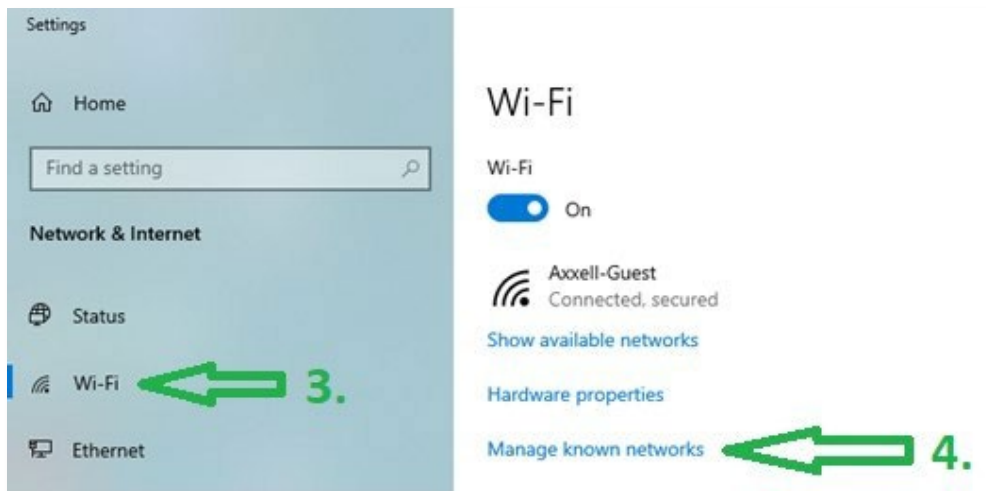 Settings
Home
Find a setting
Network & Internet
Status
Wi-Fi
3.
Ethernet
Wi-Fi
Wi-Fi
On
Axxell-Guest
Connected, secured
Show available networks
Hardware properties
Manage known networks
4.